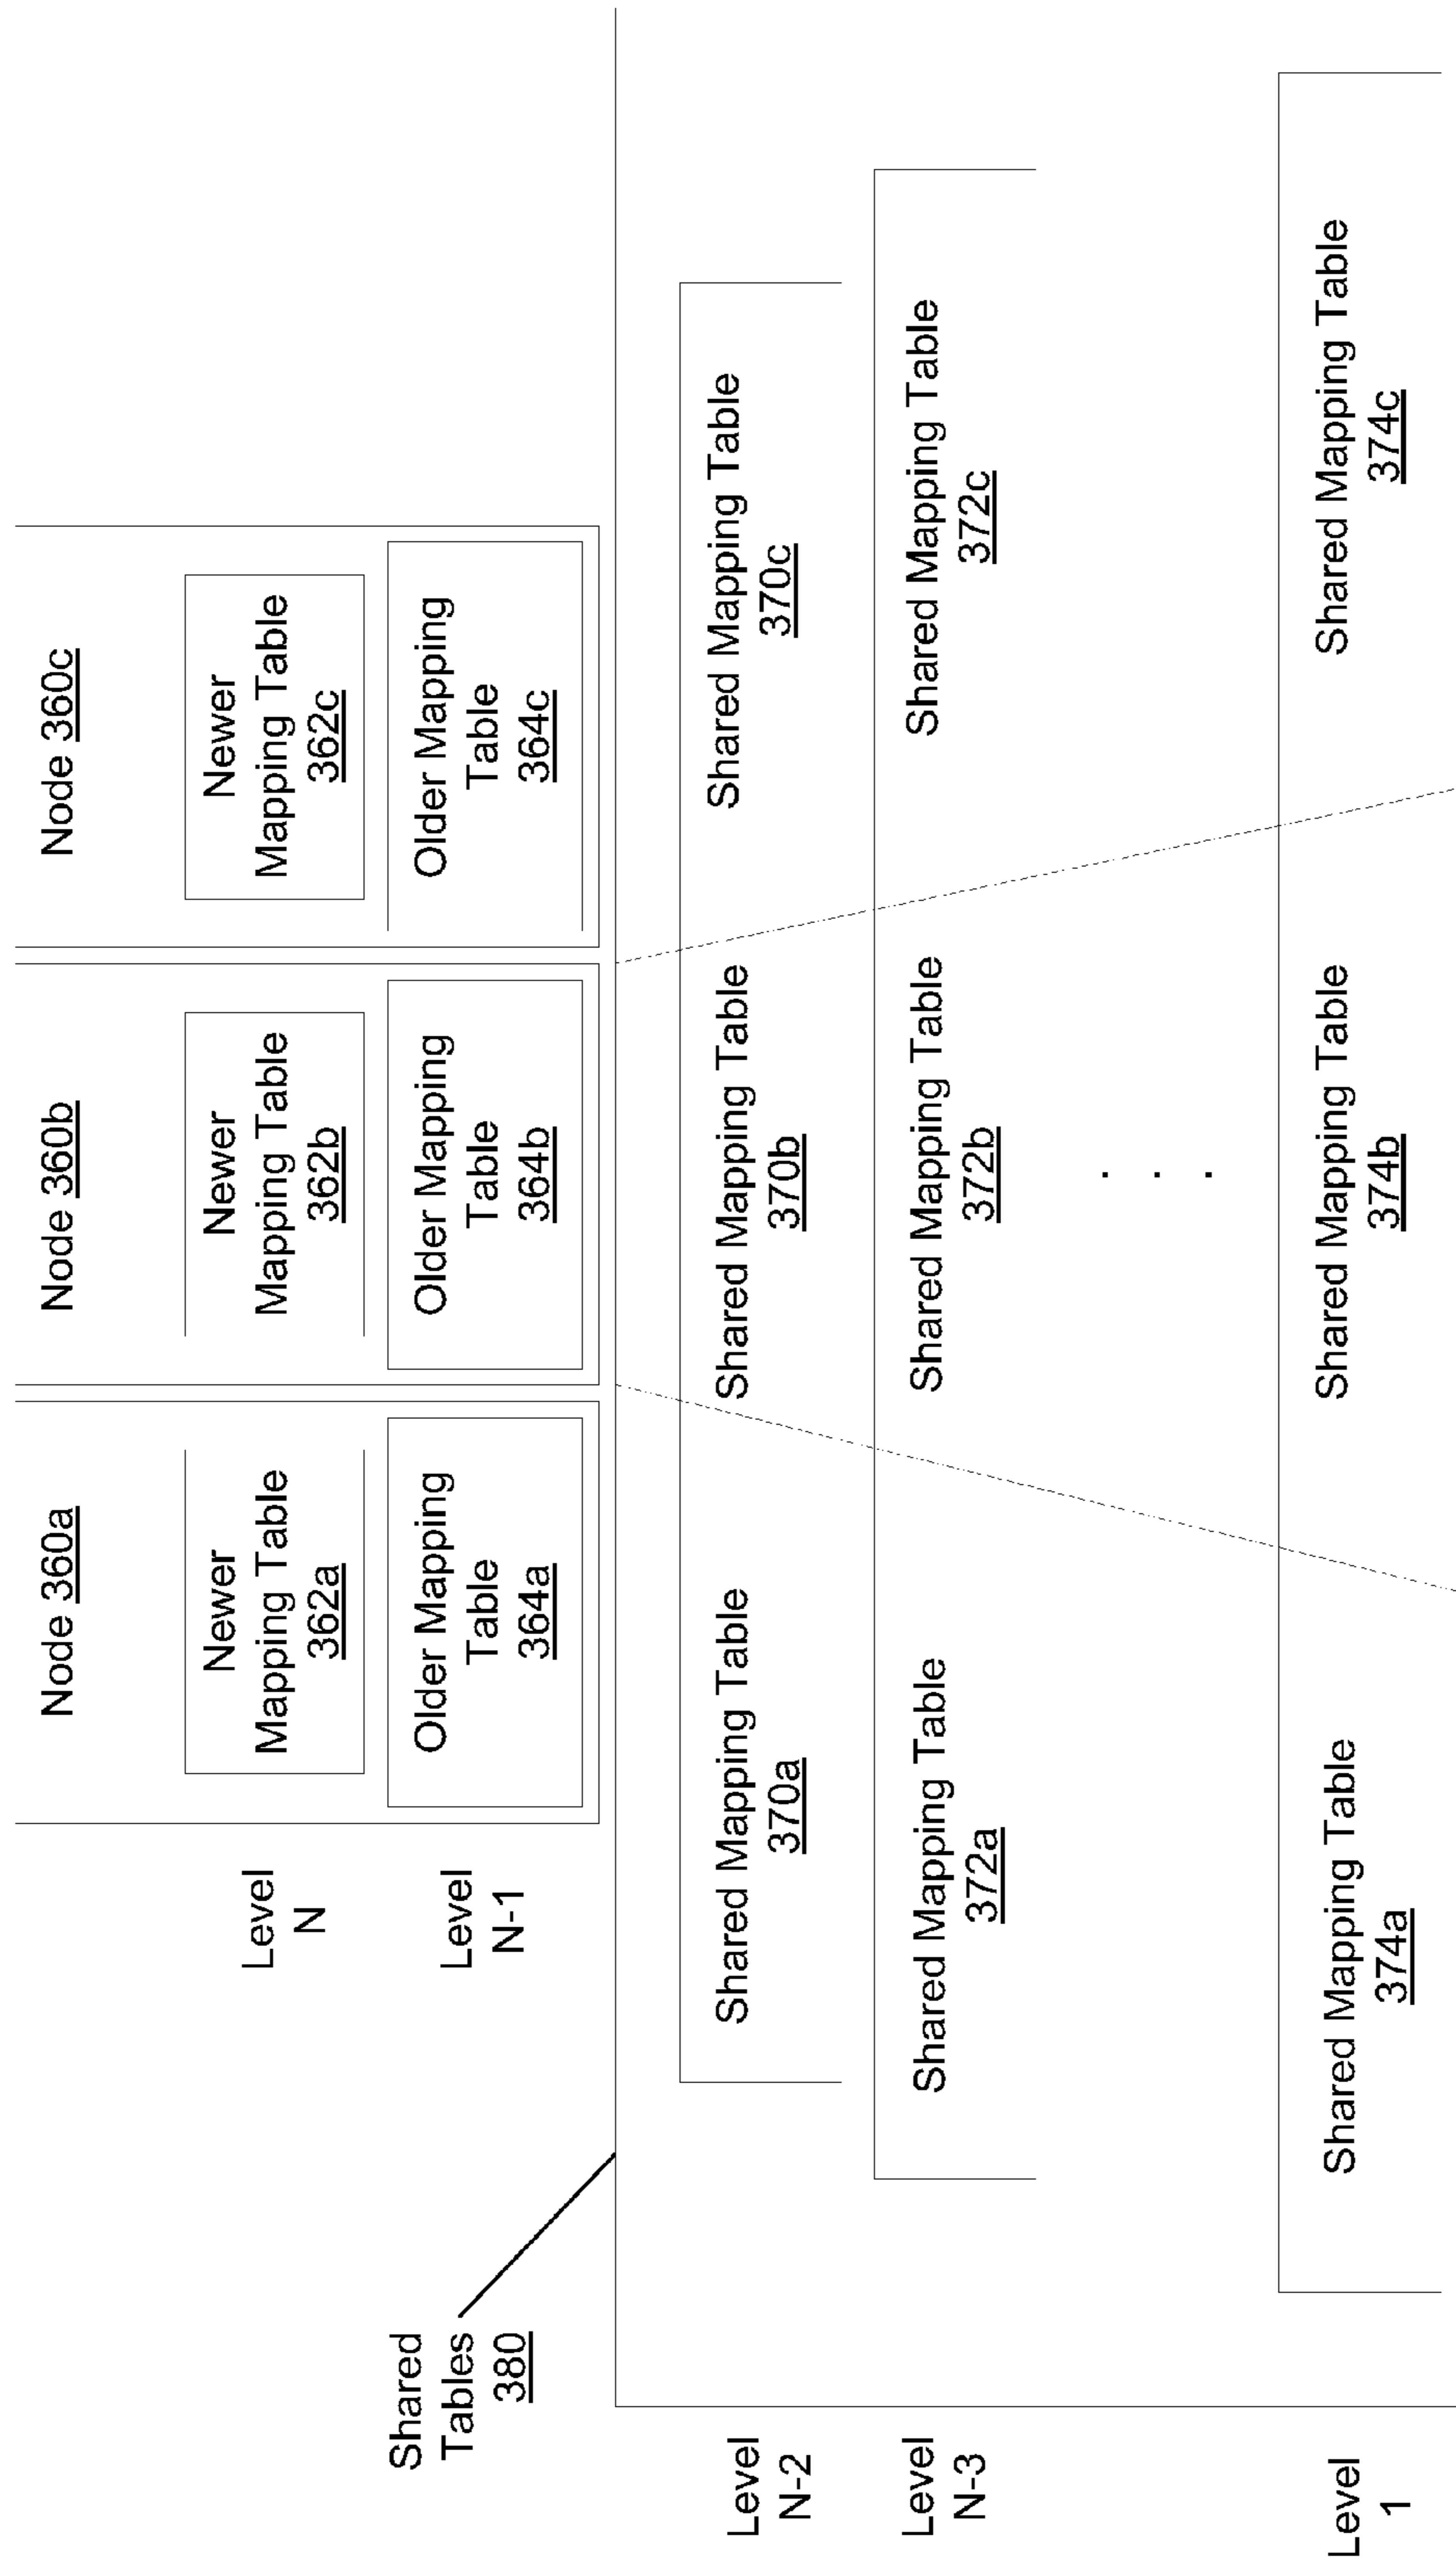 Node 360a
Node 360b
Node 360c
Level
N
Newer
Mapping Table
362a
Newer
Mapping Table
362b
Newer
Mapping Table
362c
Level
N-1
Older Mapping
Table
364a
Older Mapping
Table
364b
Older Mapping
Table
364c
Shared
Tables
380
Level
N-2
Shared Mapping Table
370a
Shared Mapping Table
370b
Shared Mapping Table
370c
Level
N-3
Shared Mapping Table
372a
Shared Mapping Table
372b
Shared Mapping Table
372c
. . .
Level
1
Shared Mapping Table
374a
Shared Mapping Table
374b
Shared Mapping Table
374c